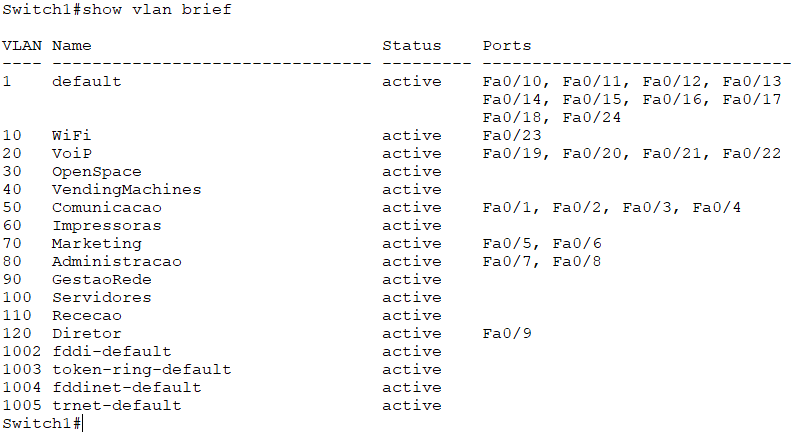 Switch1#show vlan brief
VLAN Name                             Status    Ports
---- -------------------------------- --------- -------------------------------
1    default                          active    Fa0/10, Fa0/11, Fa0/12, Fa0/13
                                                Fa0/14, Fa0/15, Fa0/16, Fa0/17
                                                Fa0/18, Fa0/24
10   WiFi                             active    Fa0/23
20   VoiP                             active    Fa0/19, Fa0/20, Fa0/21, Fa0/22
30   OpenSpace                        active
40   VendingMachines                  active
50   Comunicacao                      active    Fa0/1, Fa0/2, Fa0/3, Fa0/4
60   Impressoras                      active
70   Marketing                        active    Fa0/5, Fa0/6
80   Administracao                    active    Fa0/7, Fa0/8
90   GestaoRede                       active
100  Servidores                       active
110  Rececao                          active
120  Diretor                          active    Fa0/9
1002 fddi-default                     active
1003 token-ring-default               active
1004 fddinet-default                  active
1005 trnet-default                    active
Switch1#